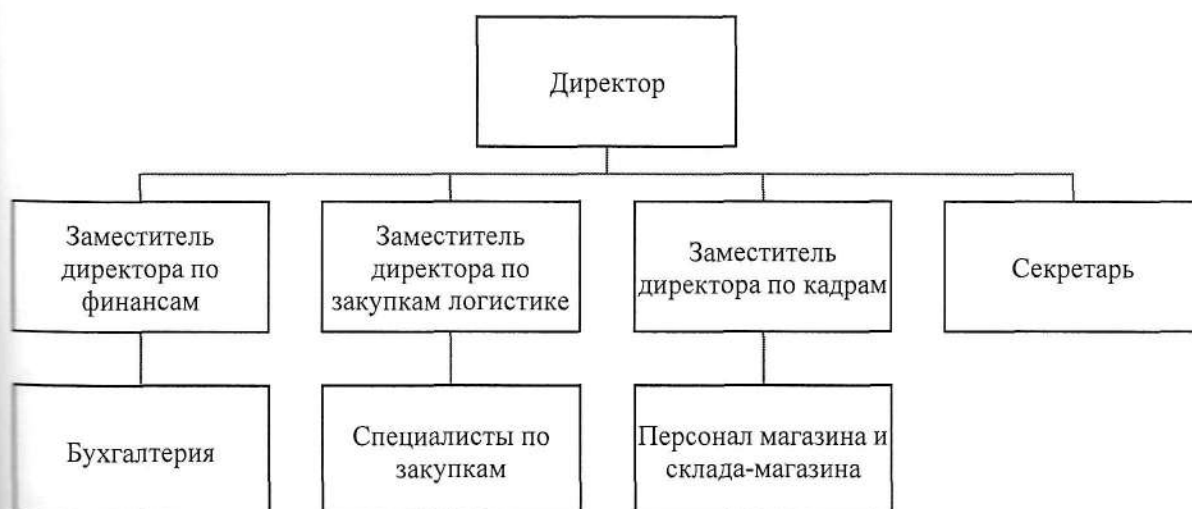 Директор
Заместитель
директора по
финансам
Заместитель
директора по
закупкам логистике
Заместитель
директора по кадрам
Секретарь
Бухгалтерия
Специалисты по
закупкам
Персонал магазина и
склада-магазина